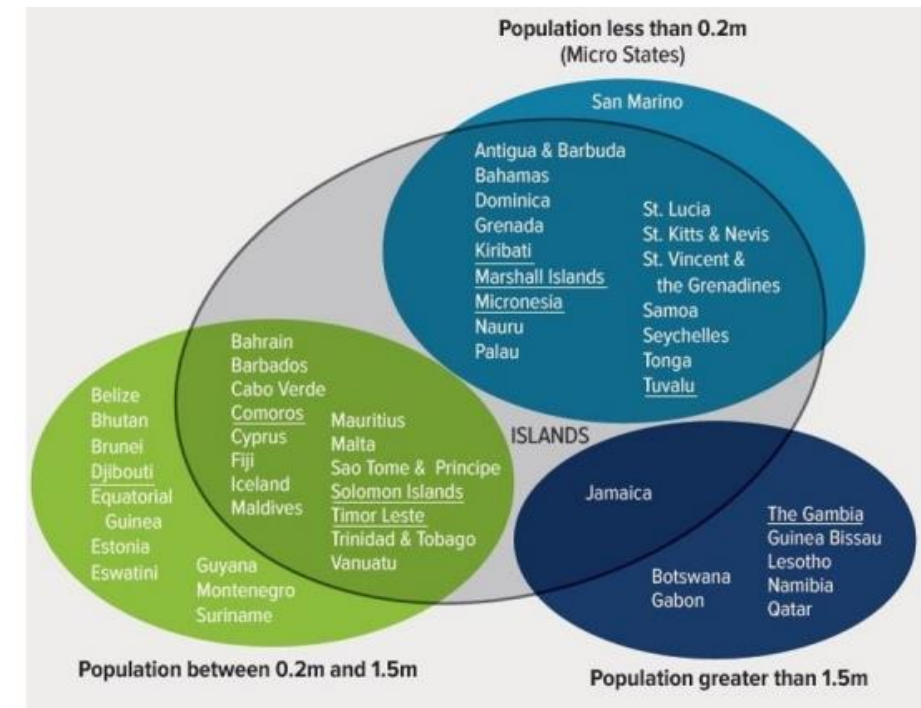 Population less than 0.2m
(Micro States)
San Marino
Antigua & Barbuda
Bahamas
Dominica
Grenada
Kiribati
Marshall Islands
Micronesia
Nauru
Palau
St. Lucia
St. Kitts & Nevis
St. Vincent &
the Grenadines
Samoa
Seychelles
Tonga
Tuvalu
ISLANDS
Bahrain
Barbados
Cabo Verde
Comoros
Cyprus
Fiji
Iceland
Maldives
Mauritius
Malta
Sao Tome & Principe
Solomon Islands
Timor Leste
Trinidad & Tobago
Vanuatu
Belize
Bhutan
Brunei
Djibouti
Equatorial
Guinea
Estonia
Eswatini
Guyana
Montenegro
Suriname
Population between 0.2m and 1.5m
Jamaica
Botswana
Gabon
The Gambia
Guinea Bissau
Lesotho
Namibia
Qatar
Population greater than 1.5m